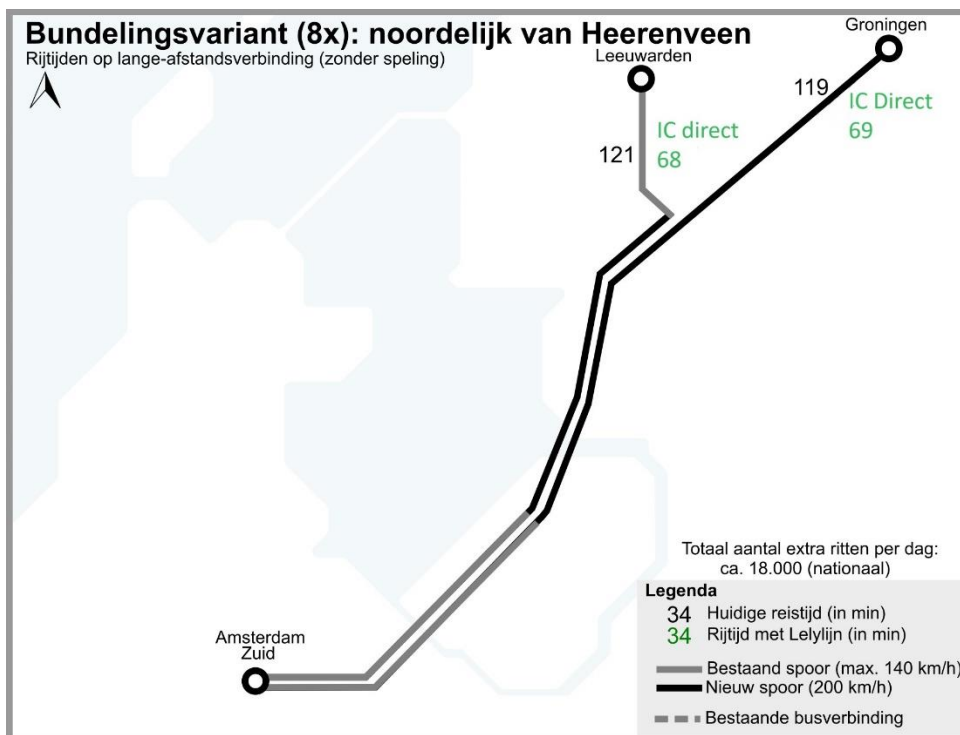 Bundelingsvariant (8x): noordelijk van Heerenveen
Rijtijden op lange-afstandsverbinding (zonder speling)
Groningen
Leeuwarden
119
IC Direct
69
IC direct
68
121
Amsterdam
Zuid
Totaal aantal extra ritten per dag:
ca. 18.000 (nationaal)
Legenda
34 Huidige reistijd (in min)
34 Rijtijd met Lelylijn (in min)
Bestaand spoor (max. 140 km/h)
Nieuw spoor (200 km/h)
Bestaande busverbinding